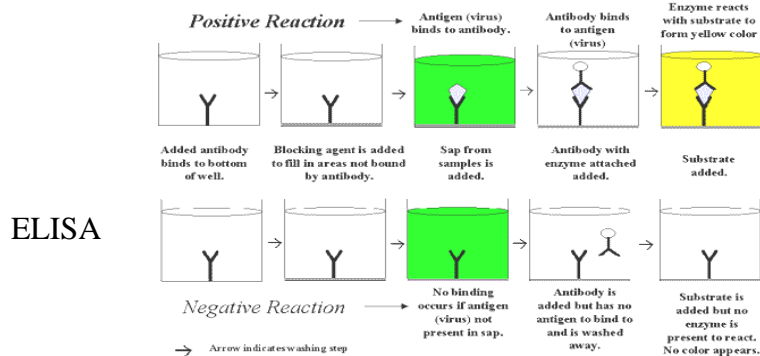 Positive Reaction
Antigen (virus)
binds to antibody.
Antibody binds
to antigen
(virus)
Enzyme reacts
with substrate to
form yellow color
Added antibody
binds to bottom
of well.
Blocking agent is added
to fill in areas not bound
by antibody.
Sap from
samples is
added.
Antibody with
enzyme attached
added.
Substrate
added.
ELISA
Negative Reaction
No binding
occurs if antigen
(virus) not
present in sap.
Antibody is
added but has no
antigen to bind to
and is washed
away.
Substrate is
added but no
enzyme is
present to react.
No color appears.
Arrow indicates washing step